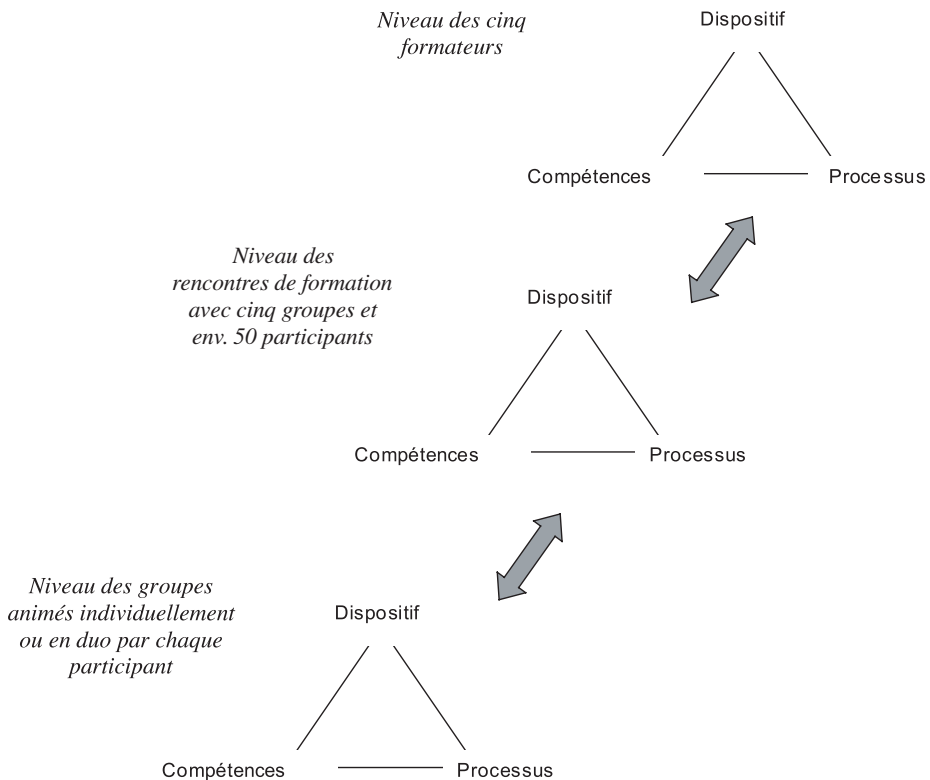 Niveau des cinq
formateurs
Dispositif
Compétences
Processus
Niveau des
rencontres de formation
avec cinq groupes et
env. 50 participants
Dispositif
Compétences
Processus
Niveau des groupes
animés individuellement
ou en duo par chaque
participant
Dispositif
Compétences
Processus